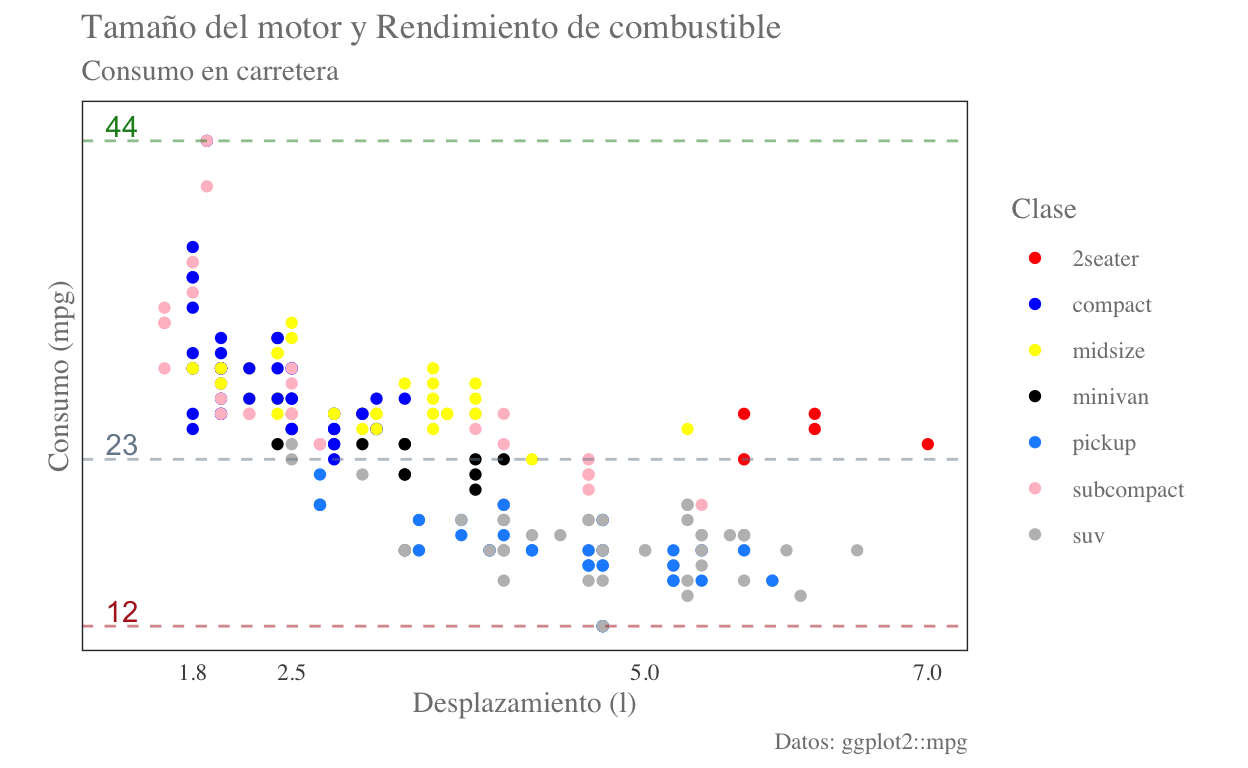 Tamaño del motor y Rendimiento de combustible
Consumo en carretera
44
23
12
Consumo (mpg)
1.8 2.5 5.0 7.0
Desplazamiento (l)
Clase
2seater
compact
midsize
minivan
pickup
subcompact
suv
Datos: ggplot2::mpg